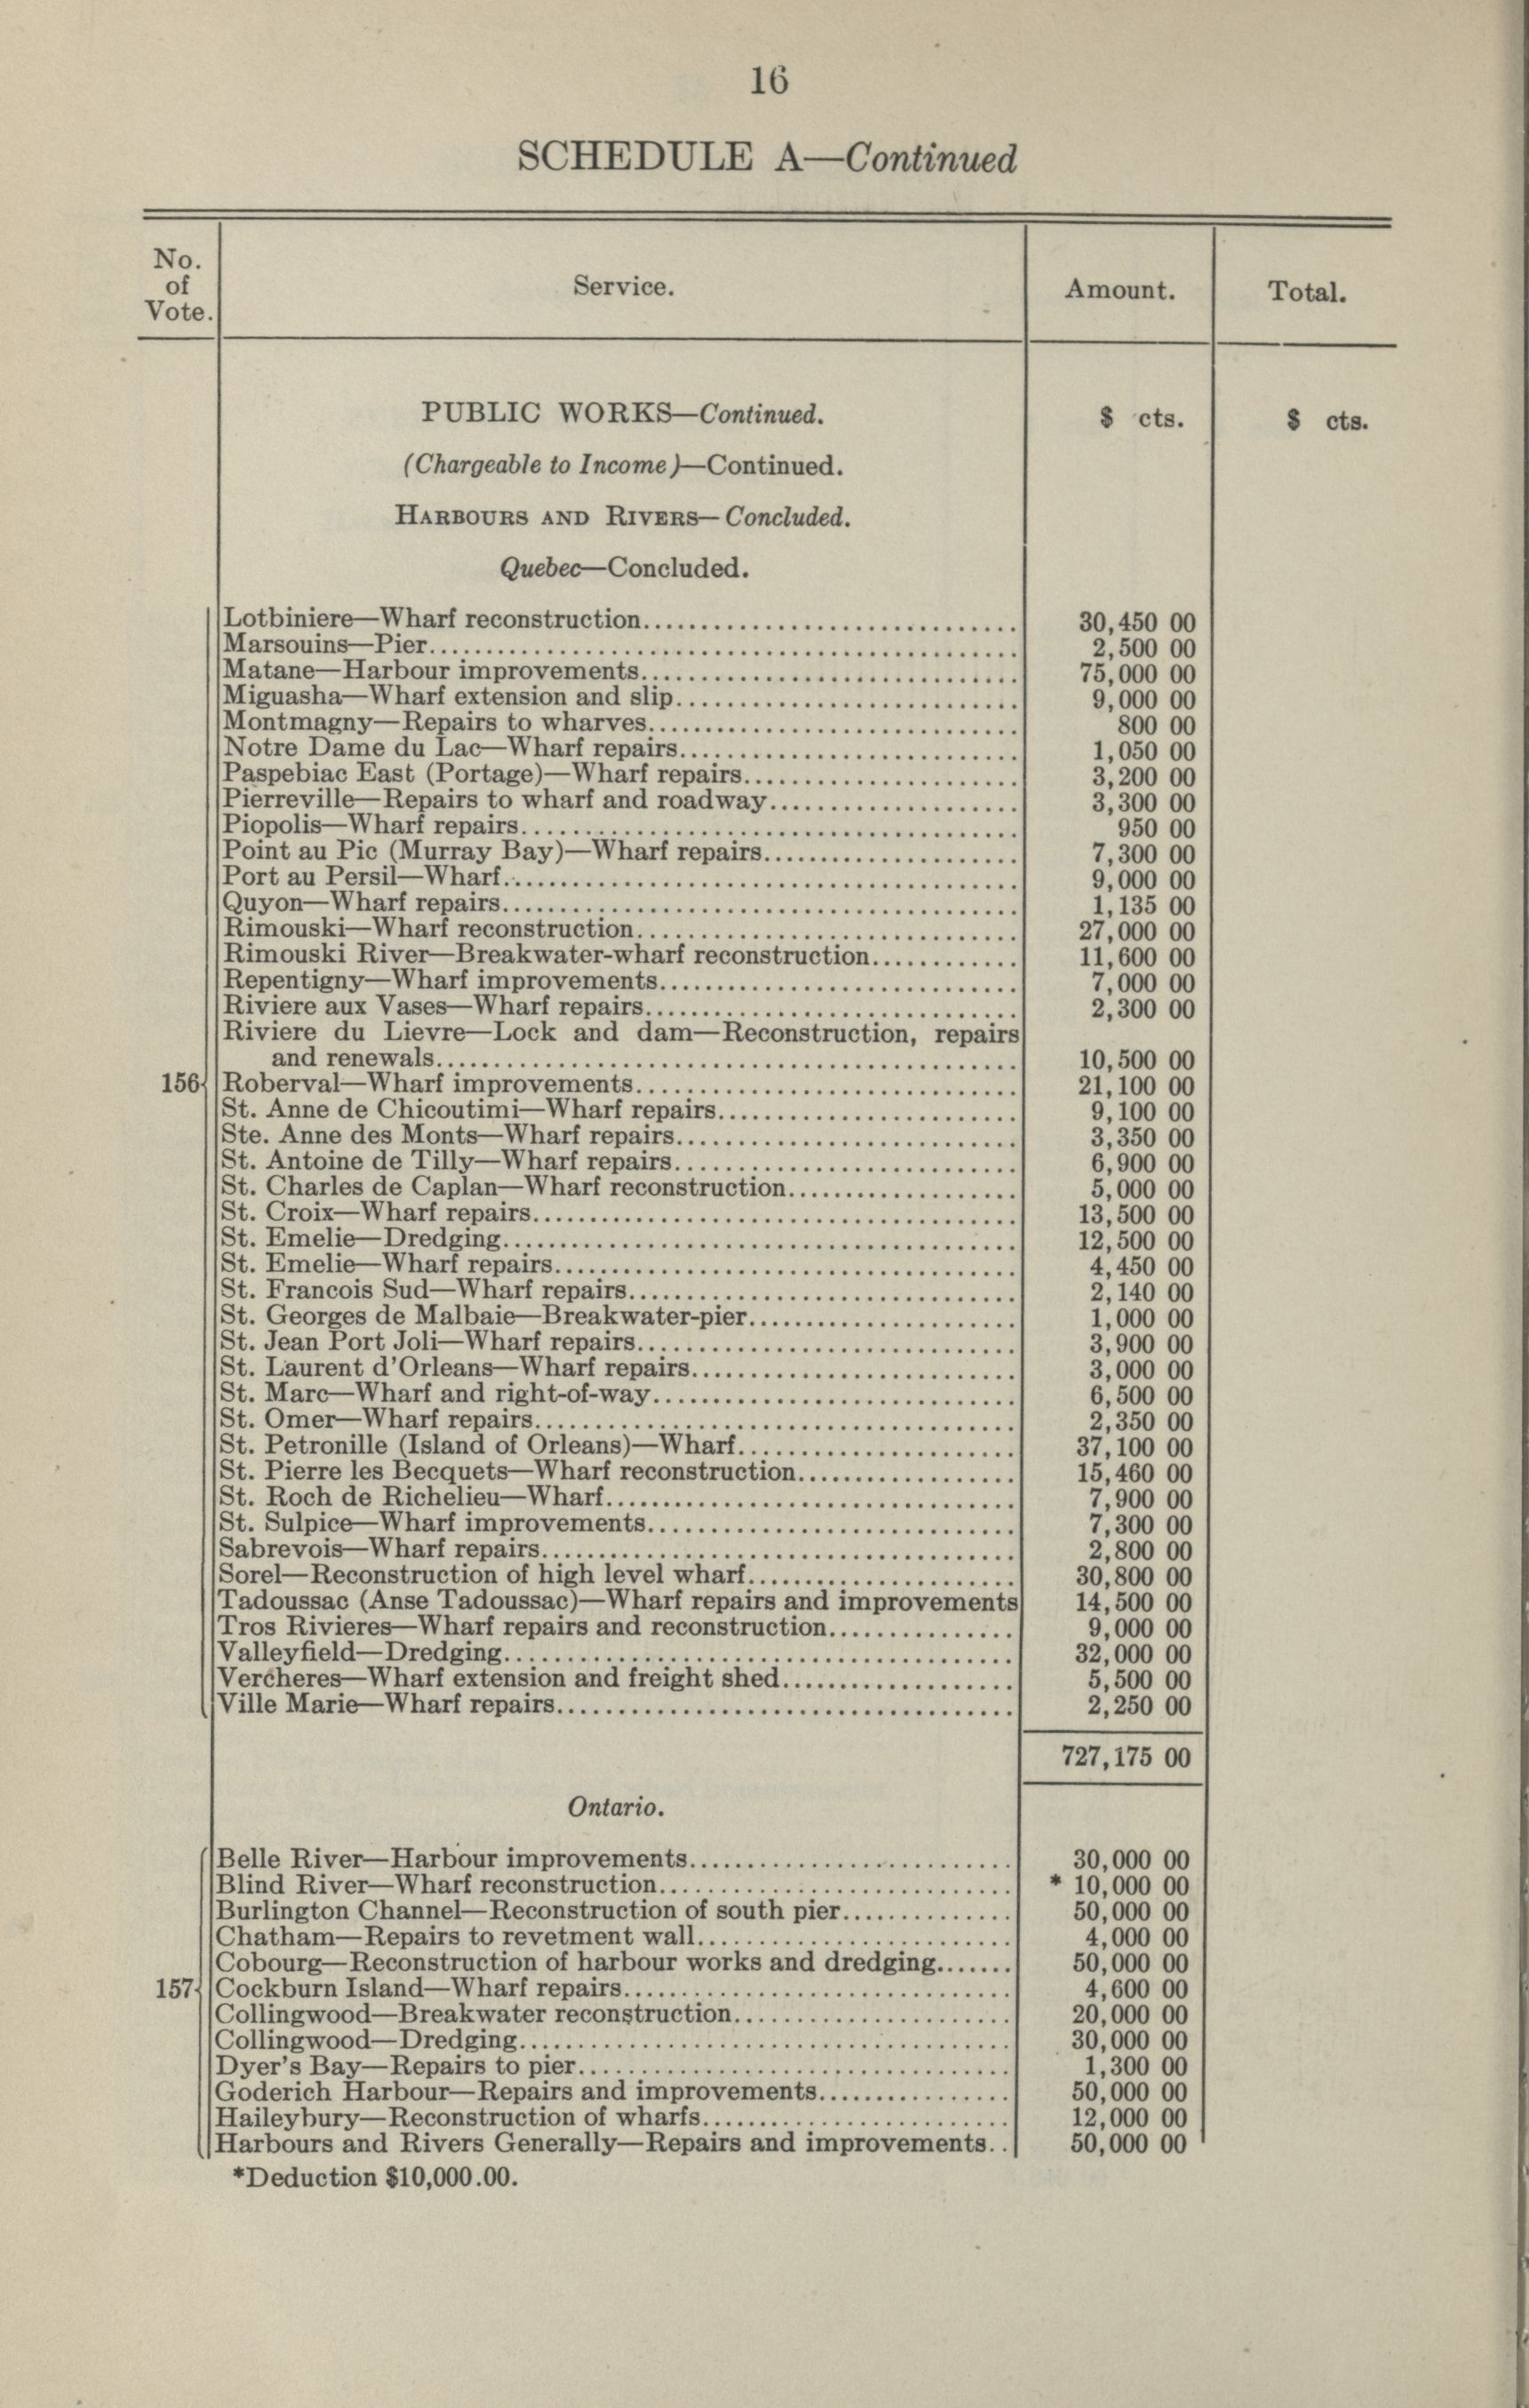 16
SCHEDULE A—Continued
No.
of
Vote.
Service.
Amount.
Total.
PUBLIC WORKS—Continued.
$ cts.
$ cts.
(Chargeable to Income)—Continued.
HARBOURS AND RIVERS—Concluded.
Quebec—Concluded.
Lotbiniere—Wharf reconstruction.................................. 30,450 00
Marsouins—Pier.................................. 2,500 00
Matane—Harbour improvements.................................. 75,000 00
Miguasha—Wharf extension and slip.................................. 9,000 00
Montmagny—Repairs to wharves.................................. 800 00
Notre Dame du Lac—Wharf repairs.................................. 1,050 00
Paspebiac East (Portage)—Wharf repairs........................ 3,200 00
Pierreville—Repairs to wharf and roadway...................... 3,300 00
Piopolis—Wharf repairs.................................. 950 00
Point au Pic (Murray Bay)—Wharf repairs...................... 7,300 00
Port au Persil—Wharf.................................. 9,000 00
Quyon—Wharf repairs.................................. 1,135 00
Rimouski—Wharf reconstruction.................................. 27,000 00
Rimouski River—Breakwater-wharf reconstruction............. 11,600 00
Repentigny—Wharf improvements.................................. 7,000 00
Riviere aux Vases—Wharf repairs.................................. 2,300 00
Riviere du Lievre—Lock and dam—Reconstruction, repairs
and renewals.................................. 10,500 00
156 Roberval—Wharf improvements.................................. 21,100 00
St. Anne de Chicoutimi—Wharf repairs.......................... 9,100 00
Ste. Anne des Monts—Wharf repairs.............................. 3,350 00
St. Antoine de Tilly—Wharf repairs.............................. 6,900 00
St. Charles de Caplan—Wharf reconstruction.................... 5,000 00
St. Croix—Wharf repairs.................................. 13,500 00
St. Emelie—Dredging.................................. 12,500 00
St. Emelie—Wharf repairs.................................. 4,450 00
St. Francois Sud—Wharf repairs.................................. 2,140 00
St. Georges de Malbaie—Breakwater-pier....................... 1,000 00
St. Jean Port Joli—Wharf repairs.................................. 3,900 00
St. Laurent d'Orleans—Wharf repairs............................. 3,000 00
St. Marc—Wharf and right-of-way................................ 6,500 00
St. Omer—Wharf repairs.................................. 2,350 00
St. Petronille (Island of Orleans)—Wharf........................ 37,100 00
St. Pierre les Becquets—Wharf reconstruction................... 15,460 00
St. Roch de Richelieu—Wharf.................................. 7,900 00
St. Sulpice—Wharf improvements................................ 7,300 00
Sabrevois—Wharf repairs.................................. 2,800 00
Sorel—Reconstruction of high level wharf....................... 30,800 00
Tadoussac (Anse Tadoussac)—Wharf repairs and improvements 14,500 00
Tros Rivieres—Wharf repairs and reconstruction................ 9,000 00
Valleyfield—Dredging.................................. 32,000 00
Vercheres—Wharf extension and freight shed.................... 5,500 00
Ville Marie—Wharf repairs.................................. 2,250 00
727,175 00
Ontario.
Belle River—Harbour improvements............................. 30,000 00
Blind River—Wharf reconstruction............................... * 10,000 00
Burlington Channel—Reconstruction of south pier............... 50,000 00
Chatham—Repairs to revetment wall............................ 4,000 00
Cobourg—Reconstruction of harbour works and dredging....... 50,000 00
157 Cockburn Island—Wharf repairs.................................. 4,600 00
Collingwood—Breakwater reconstruction........................ 20,000 00
Collingwood—Dredging.................................. 30,000 00
Dyer's Bay—Repairs to pier.................................. 1,300 00
Goderich Harbour—Repairs and improvements................. 50,000 00
Haileybury—Reconstruction of wharfs........................... 12,000 00
Harbours and Rivers Generally—Repairs and improvements.. 50,000 00
*Deduction $10,000.00.